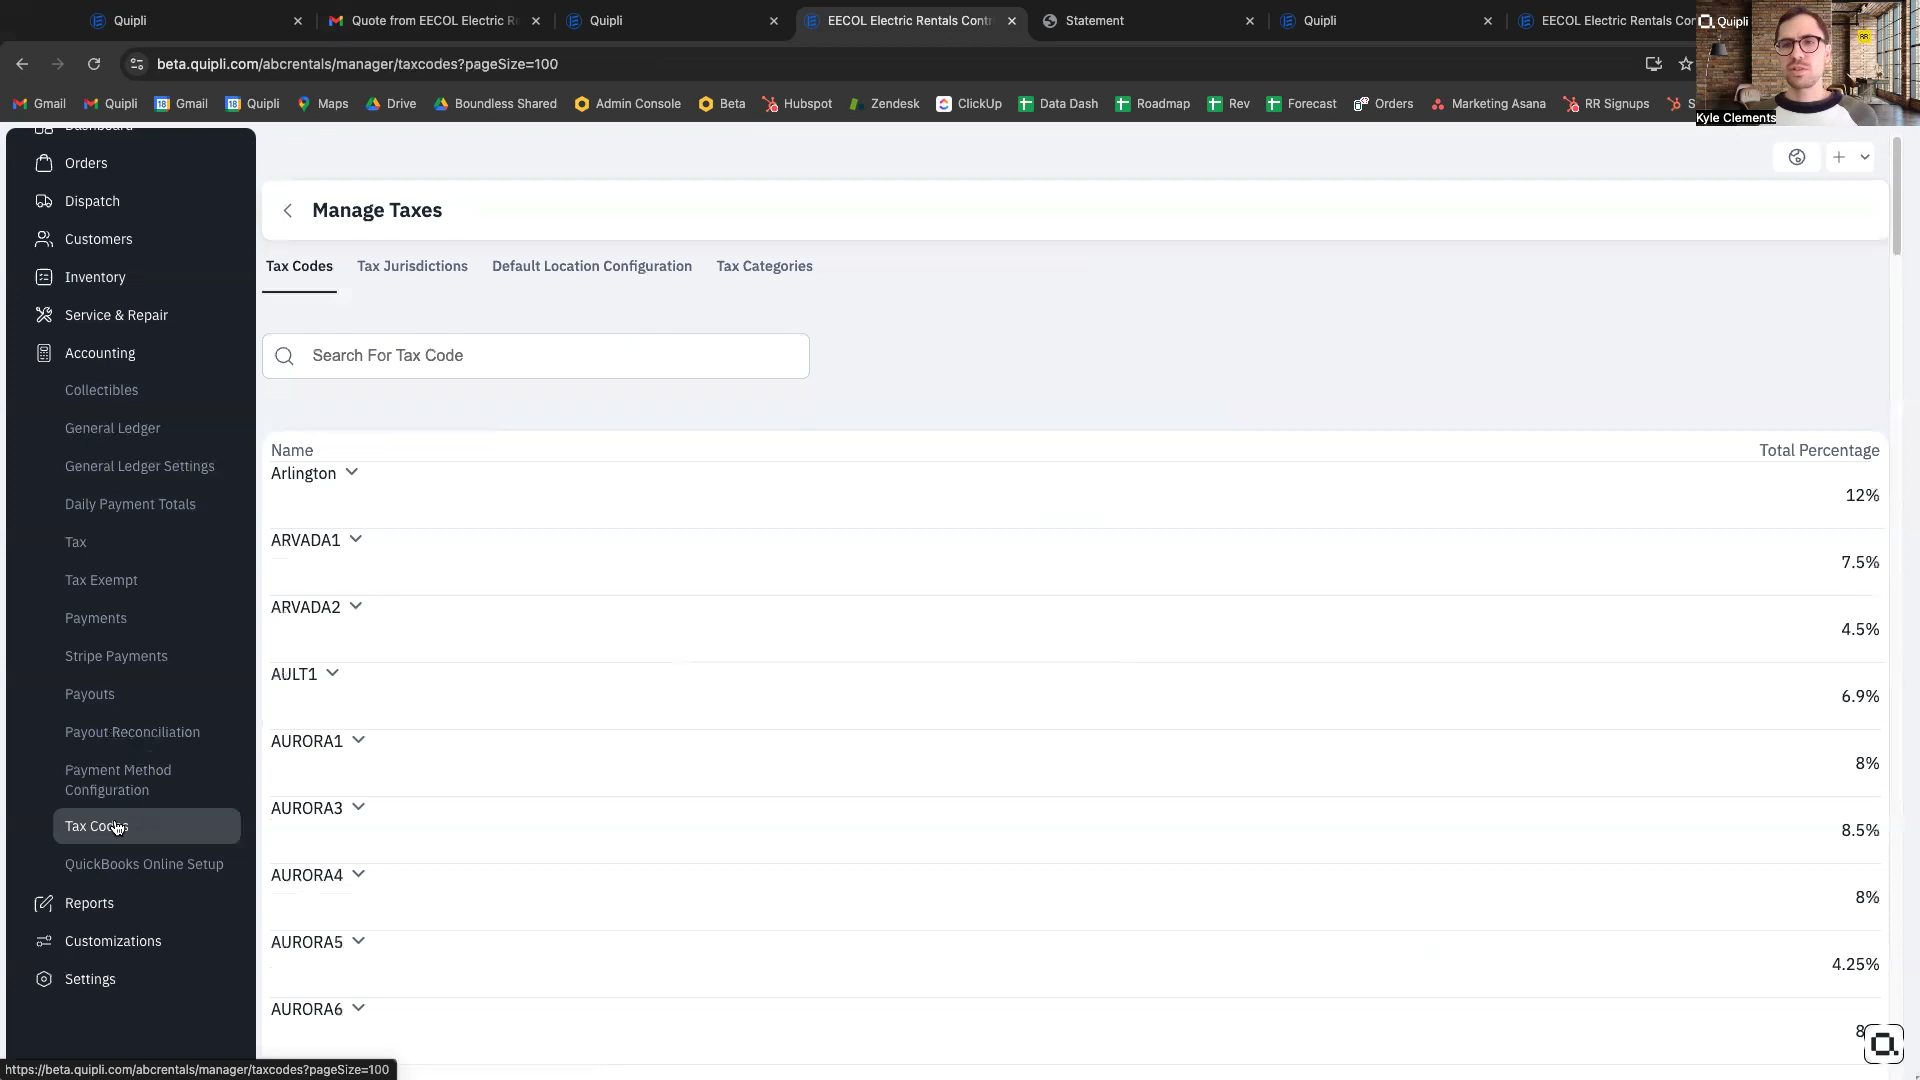 Quipli
Quote from EECOL Electric Re
Quipli
EECOL Electric Rentals Contr
Statement
Quipli
EECOL Electric Rentals Con
beta.quipli.com/abcrentals/manager/taxcodes?pageSize=100
Gmail
Quipli
Gmail
Quipli
Maps
Drive
Boundless Shared
Admin Console
Beta
Hubspot
Zendesk
ClickUp
Data Dash
Roadmap
Rev
Forecast
Orders
Marketing Asana
RR Signups
S
Quipli
RR
Kyle Clements
Dashboard
Orders
Dispatch
Customers
Inventory
Service & Repair
Accounting
Collectibles
General Ledger
General Ledger Settings
Daily Payment Totals
Tax
Tax Exempt
Payments
Stripe Payments
Payouts
Payout Reconciliation
Payment Method
Configuration
Tax Codes
QuickBooks Online Setup
Reports
Customizations
Settings
Manage Taxes
Tax Codes
Tax Jurisdictions
Default Location Configuration
Tax Categories
Search For Tax Code
Name
Total Percentage
Arlington
12%
ARVADA1
7.5%
ARVADA2
4.5%
AULT1
6.9%
AURORA1
8%
AURORA3
8.5%
AURORA4
8%
AURORA5
4.25%
AURORA6
8
https://beta.quipli.com/abcrentals/manager/taxcodes?pageSize=100